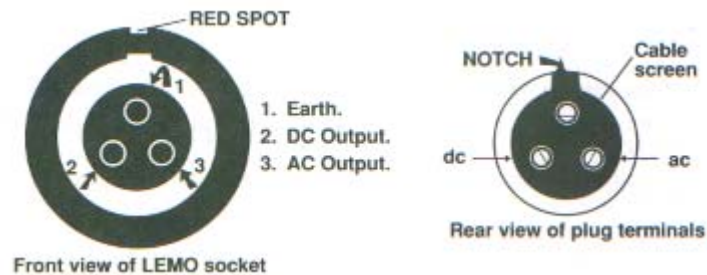 RED SPOT
1
2
3
1. Earth.
2. DC Output.
3. AC Output.
Front view of LEMO socket
NOTCH
Cable
screen
dc
ac
Rear view of plug terminals